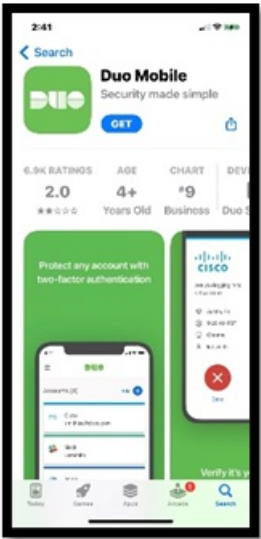 2:41
Search
DUO
Duo Mobile
Security made simple
GET
6.9K RATINGS
AGE
CHART
2.0
4+
#9
Years Old
Business
Duo
Protect any account with
two-factor authentication
DUO
CISCO
Verify it's
Today
Games
Apps
Arcade
Search